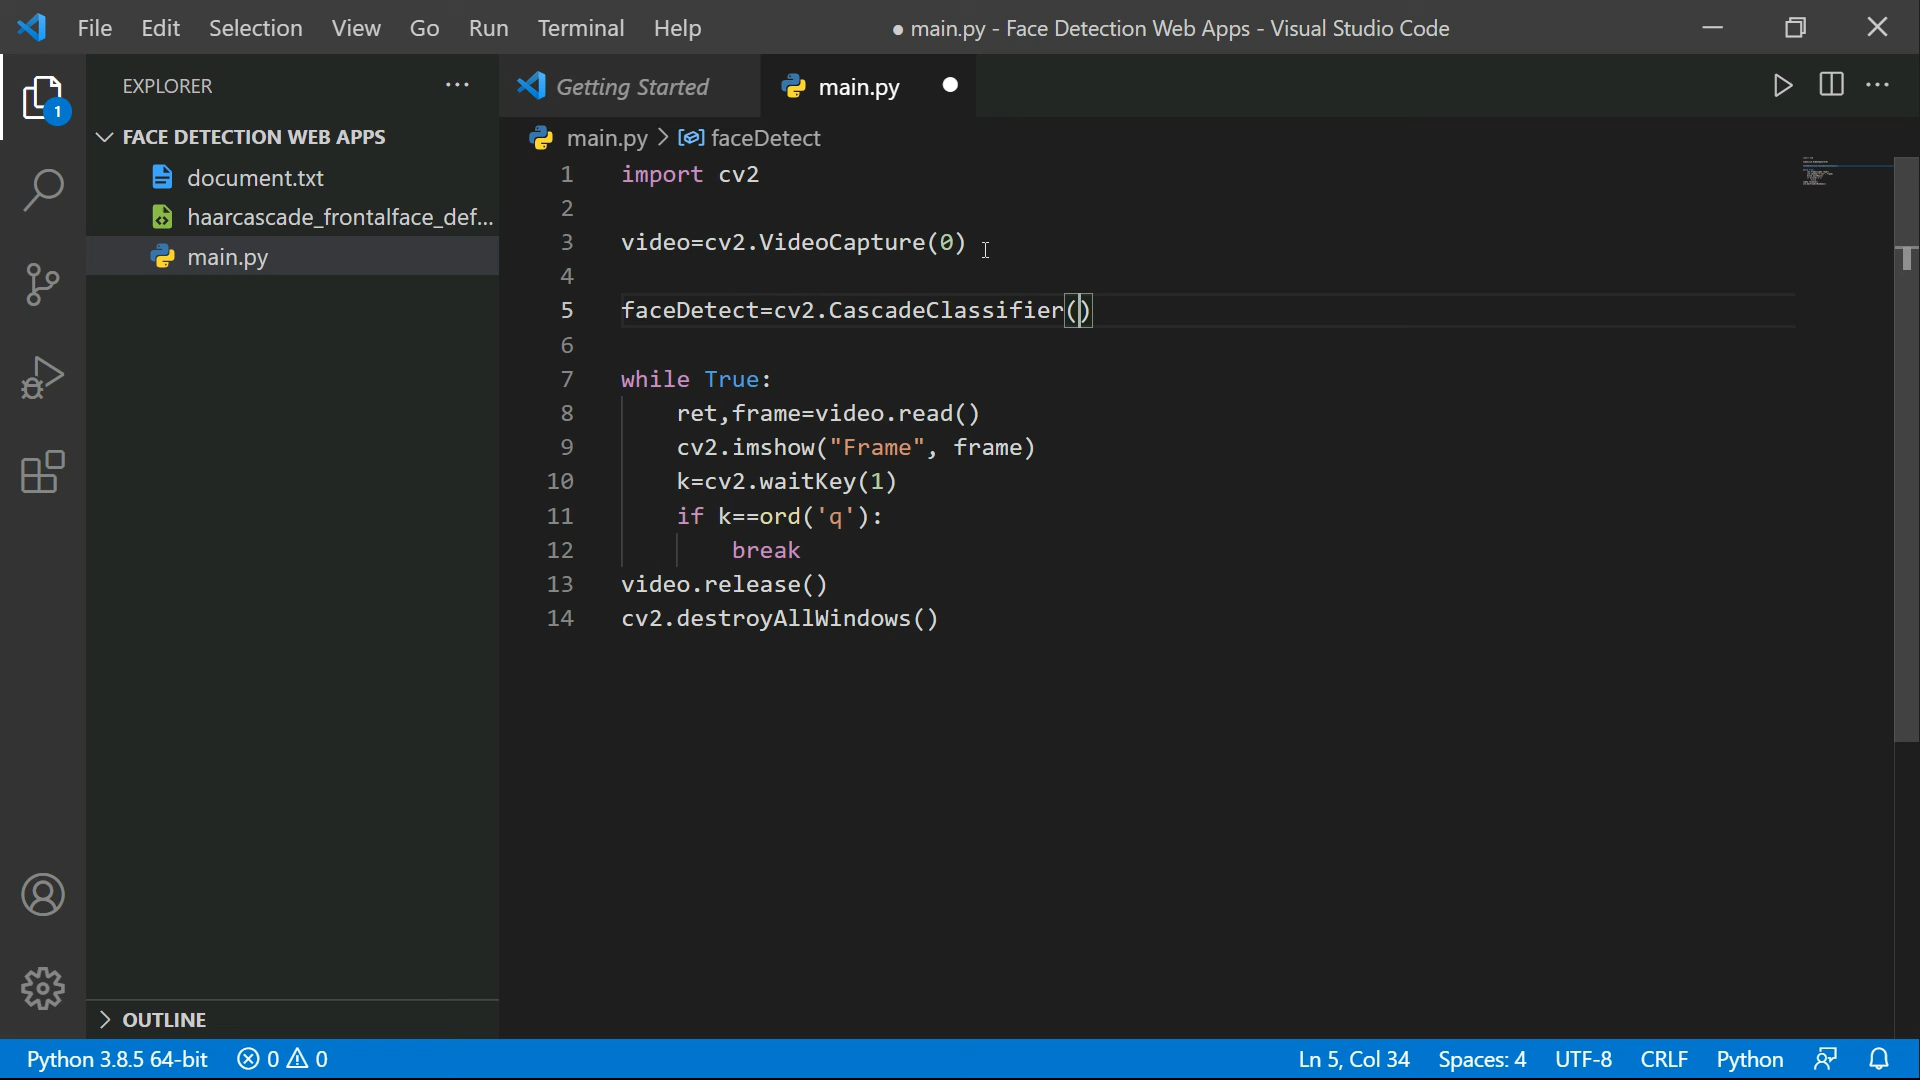 File Edit Selection View Go Run Terminal Help
● main.py - Face Detection Web Apps - Visual Studio Code
1
EXPLORER
FACE DETECTION WEB APPS
document.txt
haarcascade_frontalface_def...
main.py
OUTLINE
Getting Started
main.py
main.py > faceDetect
1 import cv2
2
3 video=cv2.VideoCapture(0)
4
5 faceDetect=cv2.CascadeClassifier()
6
7 while True:
8 ret,frame=video.read()
9 cv2.imshow("Frame", frame)
10 k=cv2.waitKey(1)
11 if k==ord('q'):
12 break
13 video.release()
14 cv2.destroyAllWindows()
Python 3.8.5 64-bit 0 0 Ln 5, Col 34 Spaces: 4 UTF-8 CRLF Python